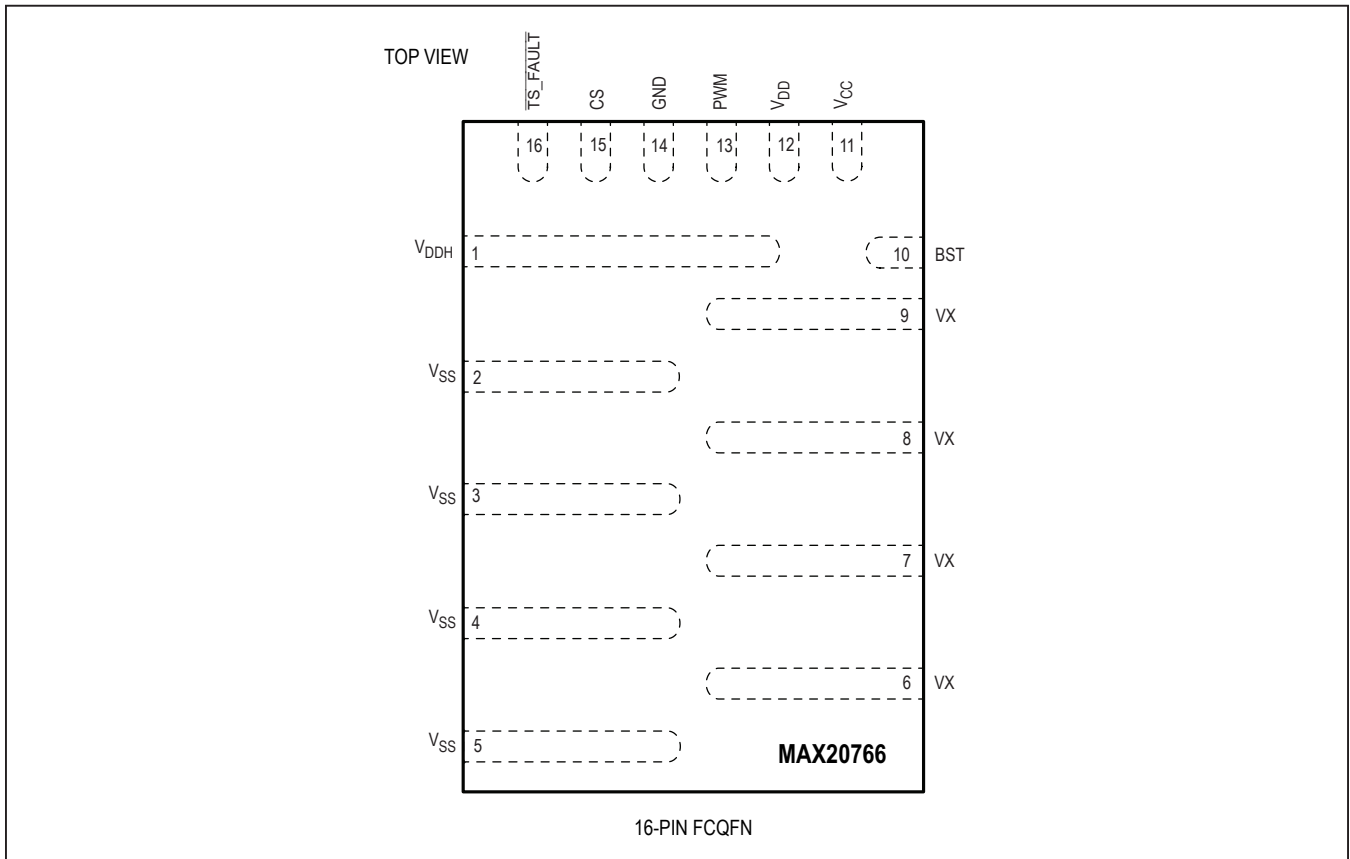 TOP VIEW
TS_FAULT
CS
GND
PWM
VDD
VCC
16
15
14
13
12
11
VDDH 1
10 BST
9 VX
VSS 2
8 VX
VSS 3
7 VX
VSS 4
6 VX
VSS 5
MAX20766
16-PIN FCQFN